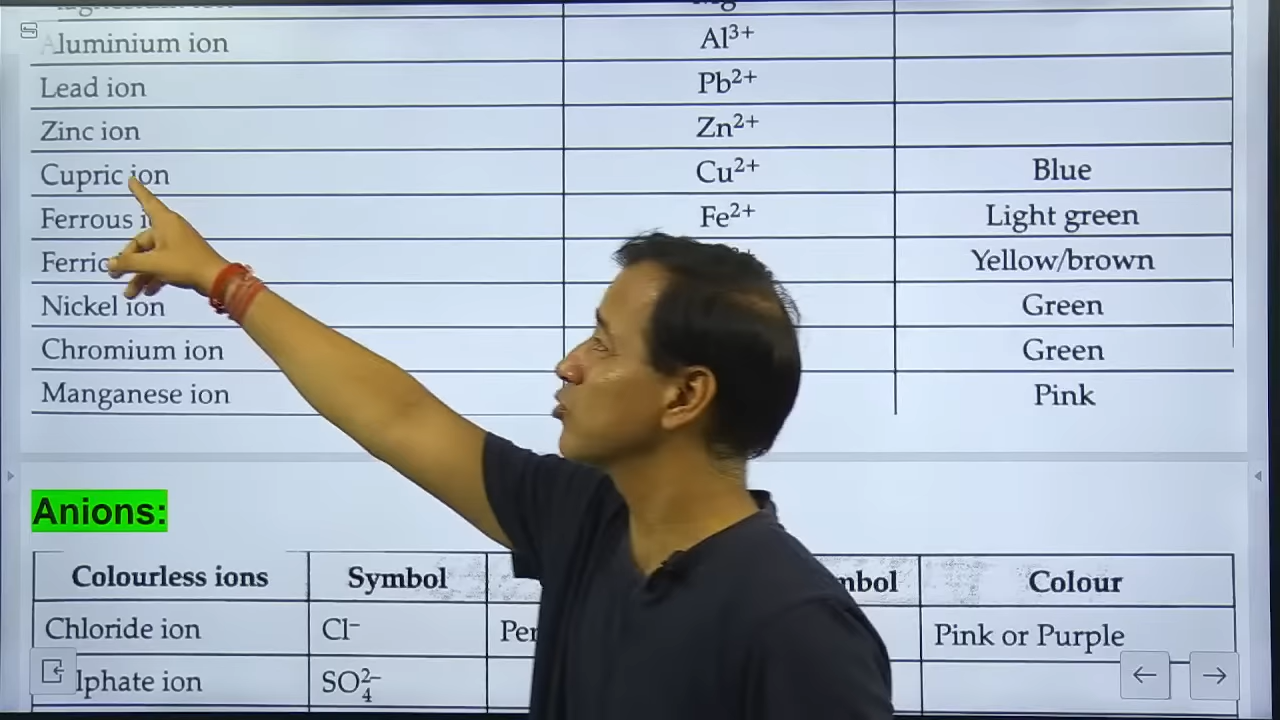 Aluminium ion Al³⁺
Lead ion Pb²⁺
Zinc ion Zn²⁺
Cupric ion Cu²⁺ Blue
Ferrous Fe²⁺ Light green
Ferric Yellow/brown
Nickel ion Green
Chromium ion Green
Manganese ion Pink
Anions:
Colourless ions Symbol Colour
Chloride ion Cl⁻ Pink or Purple
lphate ion SO₄²⁻